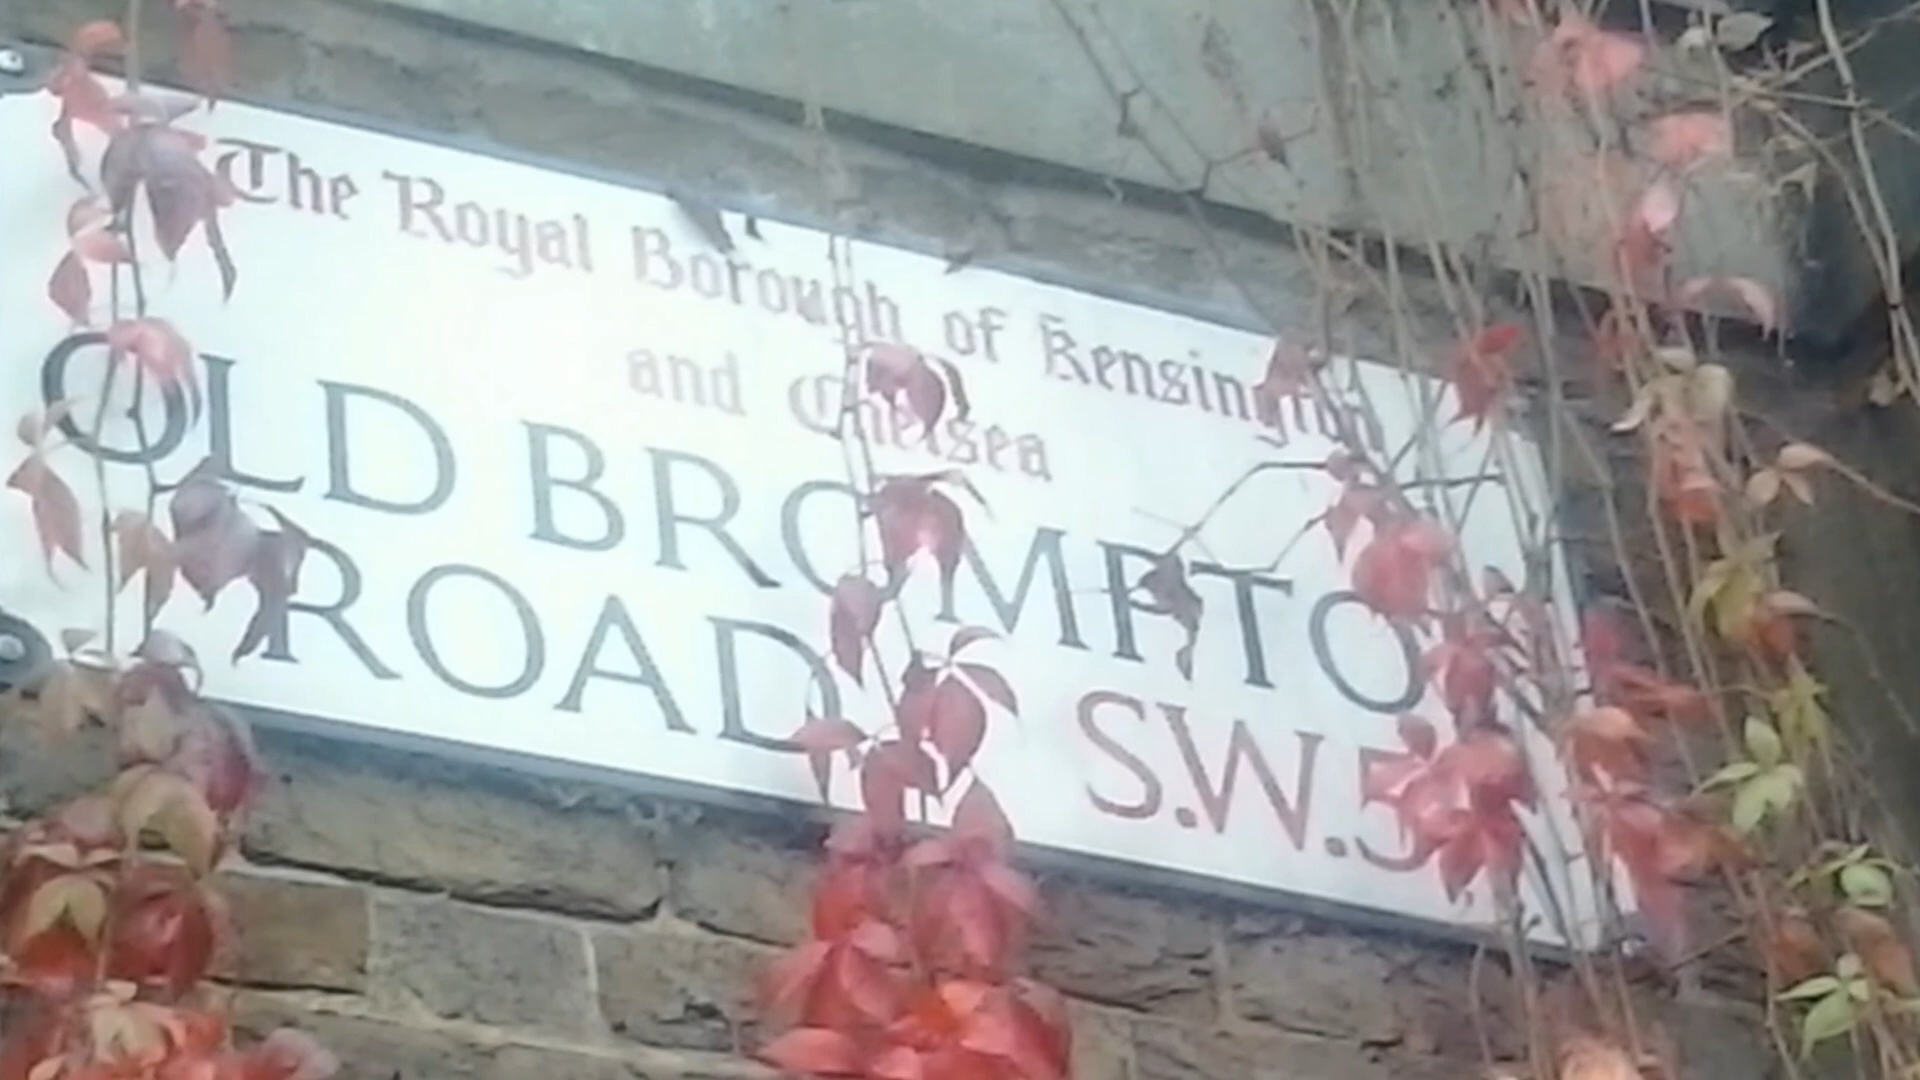 The Royal Borough of Kensington
and Chelsea
OLD BROMPTON
ROAD S.W.5